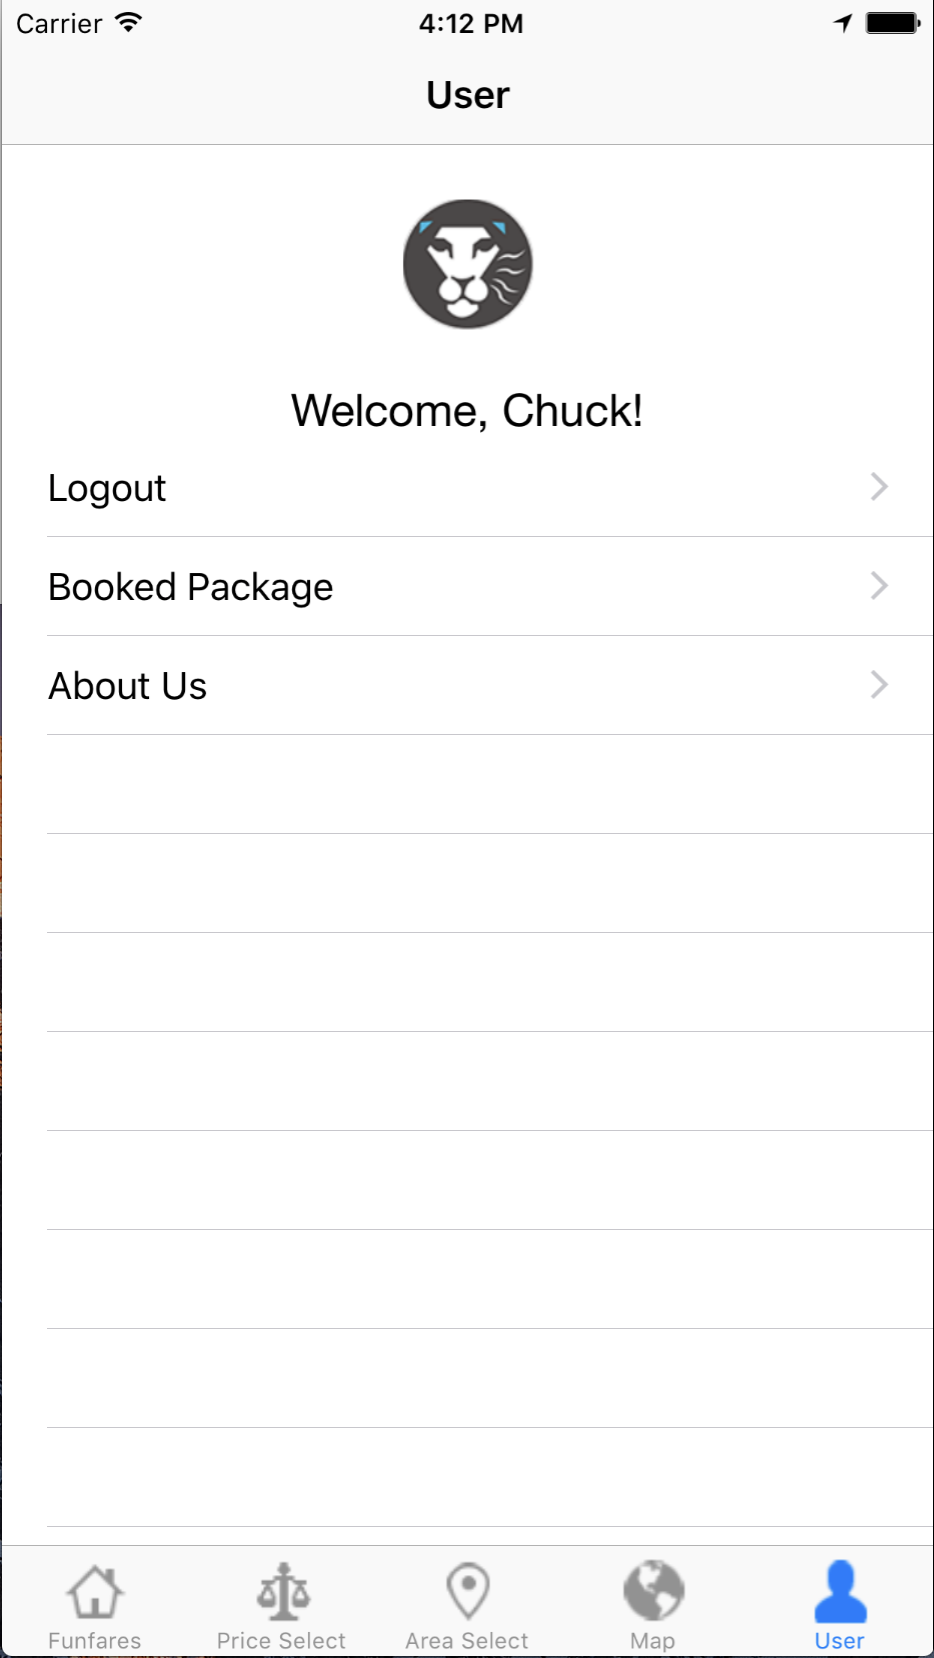 Carrier 4:12 PM
User
Welcome, Chuck!
Logout
Booked Package
About Us
Funfares Price Select Area Select Map User